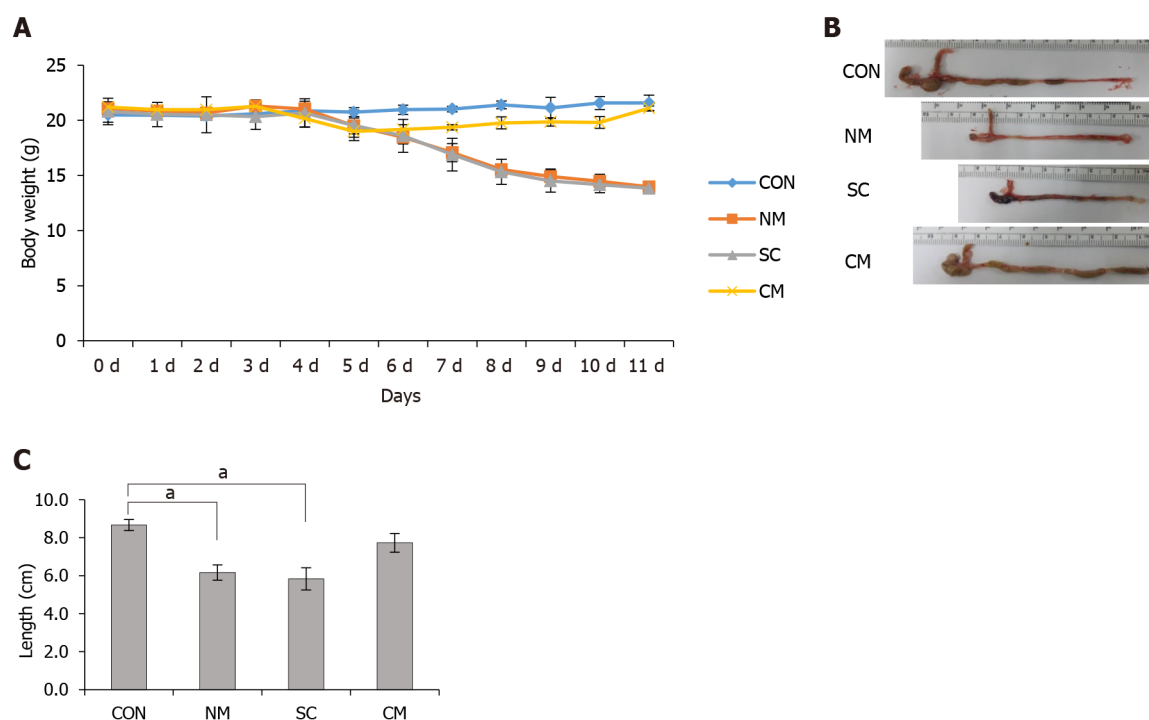 A
25
20
15
10
5
0
Body weight (g)
0 d 1 d 2 d 3 d 4 d 5 d 6 d 7 d 8 d 9 d 10 d 11 d
Days
CON
NM
SC
CM
B
CON
NM
SC
CM
C
a
a
10.0
8.0
6.0
4.0
2.0
0.0
Length (cm)
CON NM SC CM